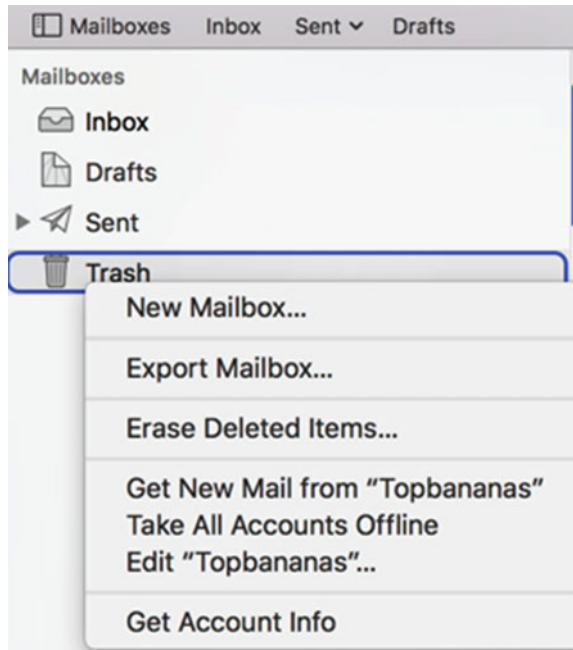 Mailboxes Inbox Sent Drafts
Mailboxes
Inbox
Drafts
Sent
Trash
New Mailbox...
Export Mailbox...
Erase Deleted Items...
Get New Mail from “Topbananas”
Take All Accounts Offline
Edit “Topbananas”...
Get Account Info